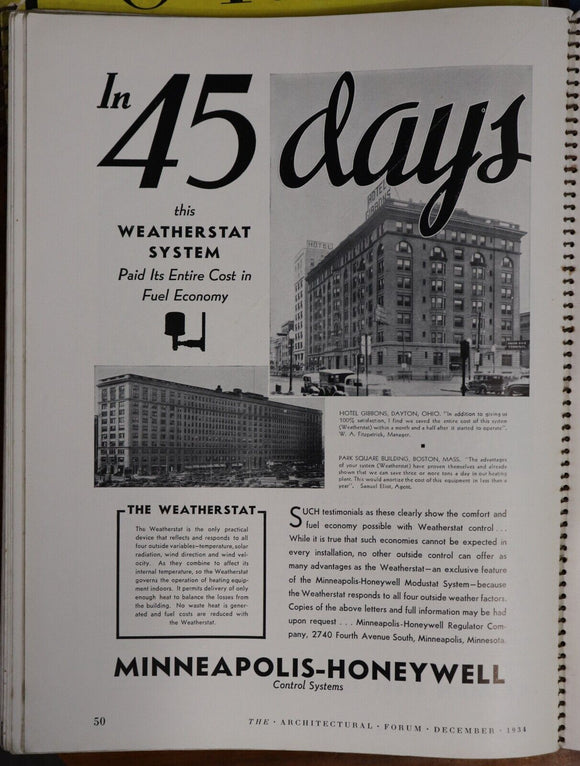 In 45 days
this
WEATHERSTAT
SYSTEM
Paid Its Entire Cost in
Fuel Economy
HOTEL
GIBBONS
HOTEL
HOTEL GIBBONS, DAYTON, OHIO. "In addition to giving us
100% satisfaction, I find we saved the entire cost of this system
(Weatherstat) within a month and a half after it started to operate".
W. A. Fitzpatrick, Manager.
PARK SQUARE BUILDING, BOSTON, MASS. "The advantages
of your system (Weatherstat) have proven themselves and already
shown that we can save three or more tons a day in our heating
plant. This would amortize the cost of this equipment in less than a
year". Samuel Eliot, Agent.
THE WEATHERSTAT
The Weatherstat is the only practical
device that reflects and responds to all
four outside variables—temperature, solar
radiation, wind direction and wind vel-
ocity. As they combine to affect its
internal temperature, so the Weatherstat
governs the operation of heating equip-
ment indoors. It permits delivery of only
enough heat to balance the losses from
the building. No waste heat is gener-
ated and fuel costs are reduced with
the Weatherstat.
SUCH testimonials as these clearly show the comfort and
fuel economy possible with Weatherstat control . . .
While it is true that such economies cannot be expected in
every installation, no other outside control can offer as
many advantages as the Weatherstat—an exclusive feature
of the Minneapolis-Honeywell Modustat System—because
the Weatherstat responds to all four outside weather factors.
Copies of the above letters and full information may be had
upon request . . . Minneapolis-Honeywell Regulator Com-
pany, 2740 Fourth Avenue South, Minneapolis, Minnesota.
MINNEAPOLIS-HONEYWELL
Control Systems
50
THE · ARCHITECTURAL · FORUM · DECEMBER · 1934